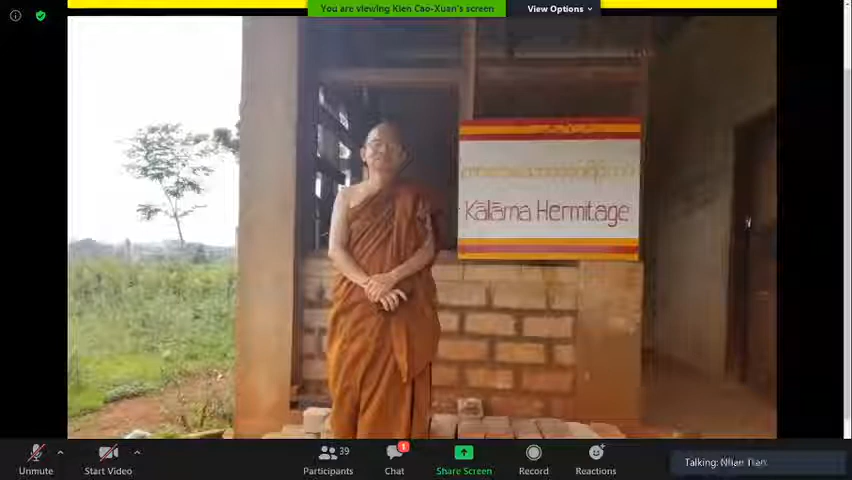 You are viewing Kien Cao-Xuan's screen
View Options
Kālāma Hermitage
Unmute
Start Video
Participants
39
Chat
Share Screen
Record
Reactions
Talking: